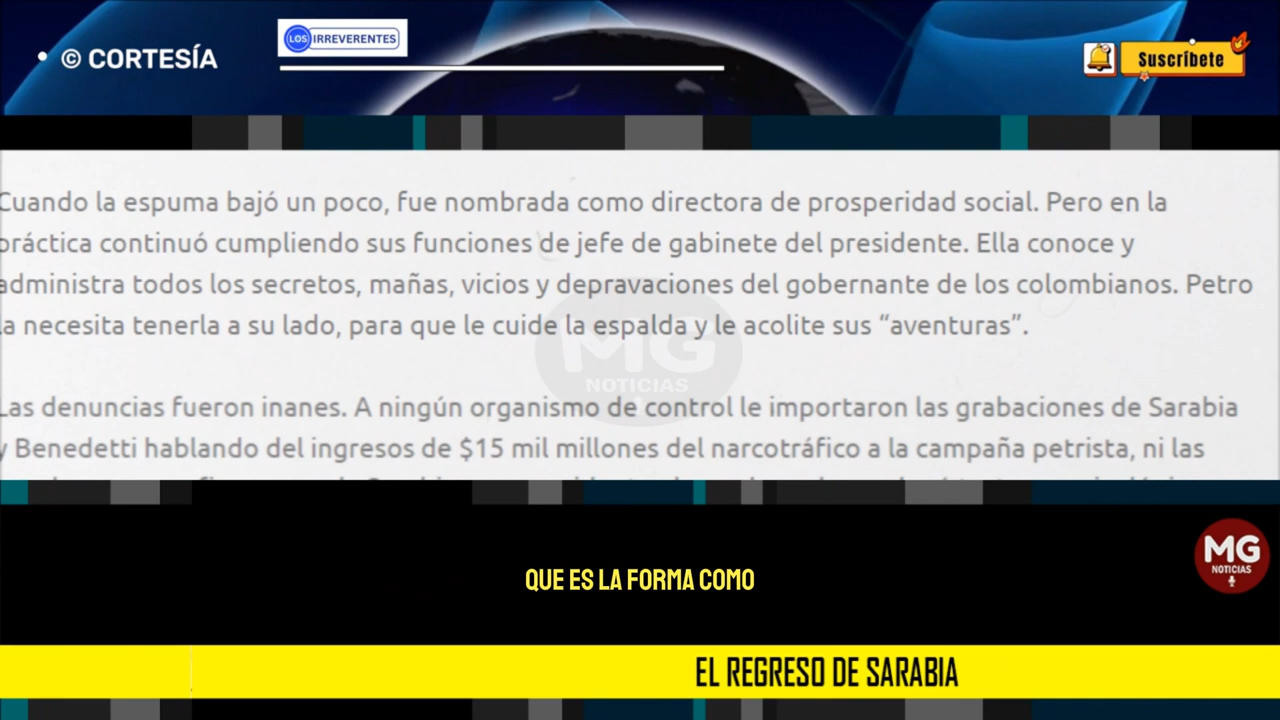 © CORTESÍA
LOS IRREVERENTES
Suscríbete
Cuando la espuma bajó un poco, fue nombrada como directora de prosperidad social. Pero en la
práctica continuó cumpliendo sus funciones de jefe de gabinete del presidente. Ella conoce y
administra todos los secretos, mañas, vicios y depravaciones del gobernante de los colombianos. Petro
la necesita tenerla a su lado, para que le cuide la espalda y le acolite sus “aventuras”.
MG
NOTICIAS
Las denuncias fueron inanes. A ningún organismo de control le importaron las grabaciones de Sarabia
y Benedetti hablando del ingresos de $15 mil millones del narcotráfico a la campaña petrista, ni las
QUE ES LA FORMA COMO
MG
NOTICIAS
EL REGRESO DE SARABIA